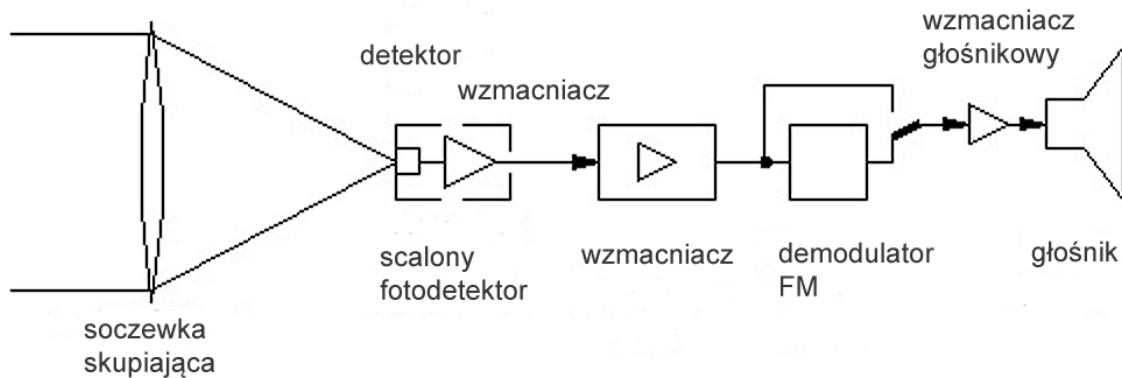 wzmacniacz
głośnikowy
detektor
wzmacniacz
scalony
fotodetektor
wzmacniacz
demodulator
FM
głośnik
soczewka
skupiająca